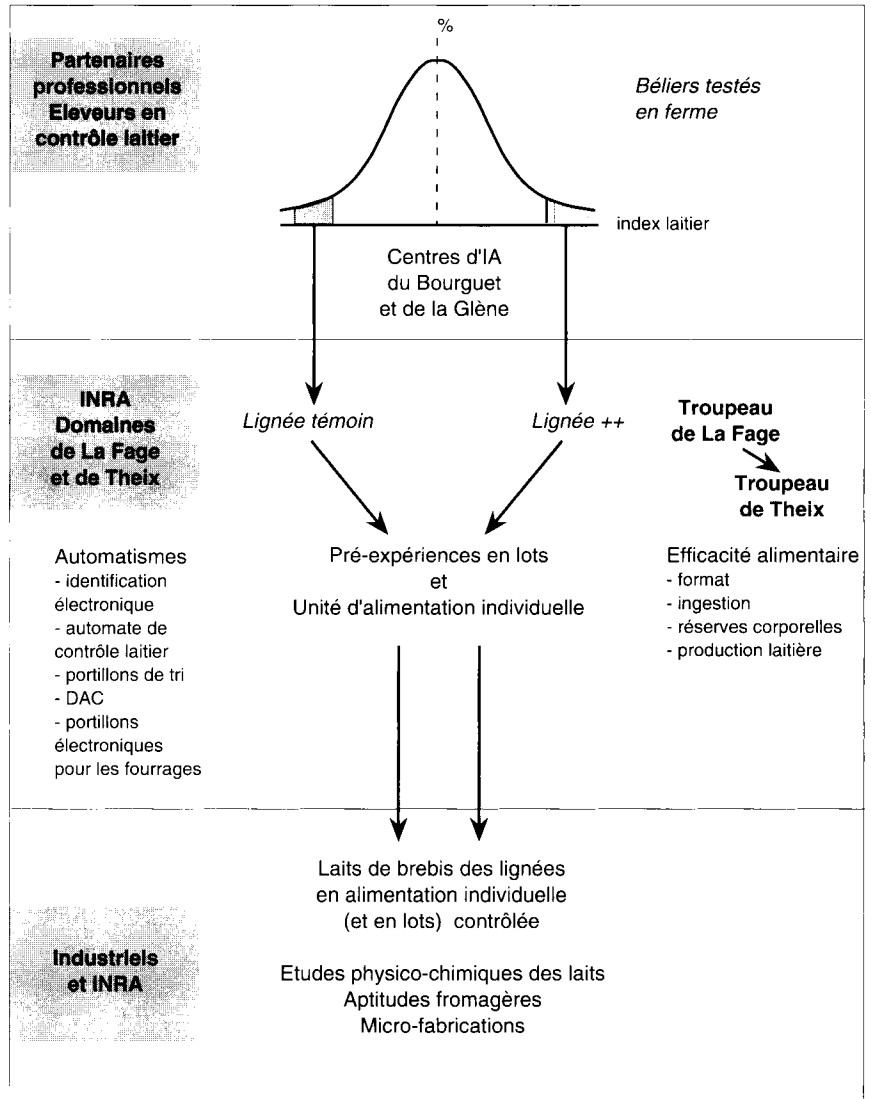 %
Partenaires
professionnels
Eleveurs en
contrôle laitier
Béliers testés
en ferme
index laitier
Centres d'IA
du Bourguet
et de la Glène
INRA
Domaines
de La Fage
et de Theix
Lignée témoin
Lignée ++
Troupeau
de La Fage
Troupeau
de Theix
Automatismes
- identification
électronique
- automate de
contrôle laitier
- portillons de tri
- DAC
- portillons
électroniques
pour les fourrages
Pré-expériences en lots
et
Unité d'alimentation individuelle
Efficacité alimentaire
- format
- ingestion
- réserves corporelles
- production laitière
Industriels
et INRA
Laits de brebis des lignées
en alimentation individuelle
(et en lots) contrôlée
Etudes physico-chimiques des laits
Aptitudes fromagères
Micro-fabrications